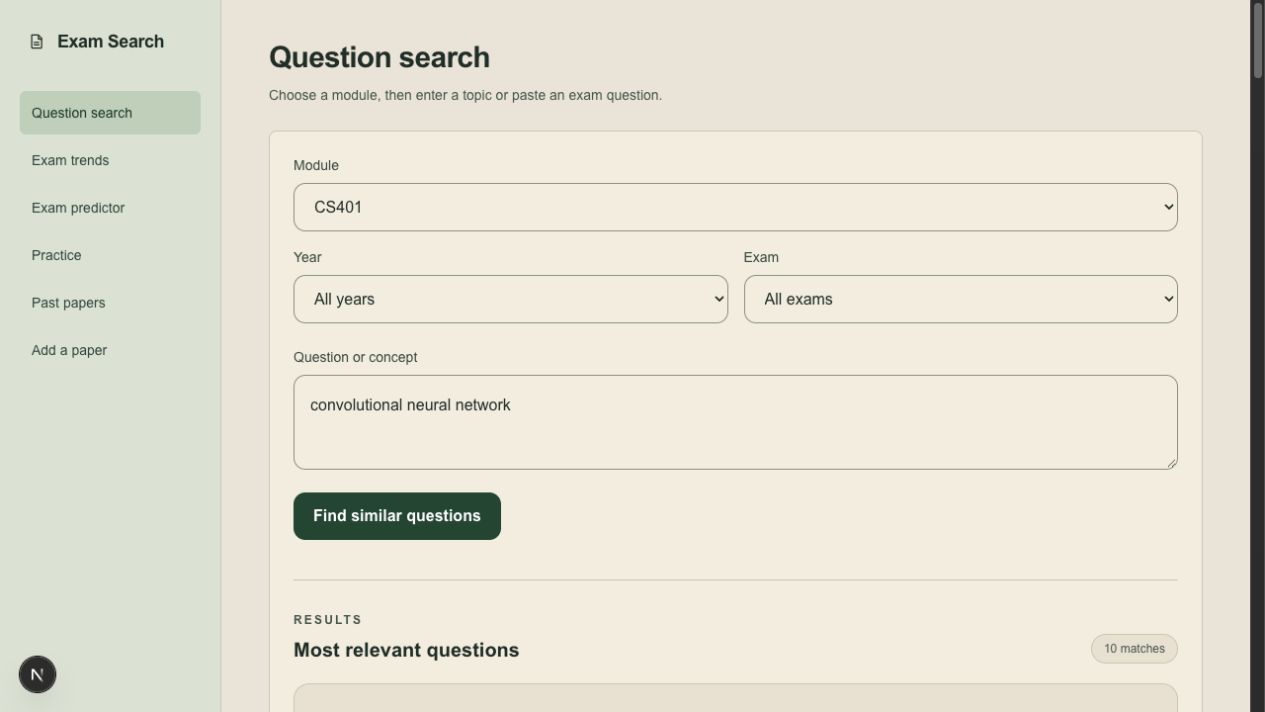 Exam Search
Question search
Exam trends
Exam predictor
Practice
Past papers
Add a paper
N
Question search
Choose a module, then enter a topic or paste an exam question.
Module
CS401
Year
Exam
All years
All exams
Question or concept
convolutional neural network
Find similar questions
RESULTS
Most relevant questions
10 matches